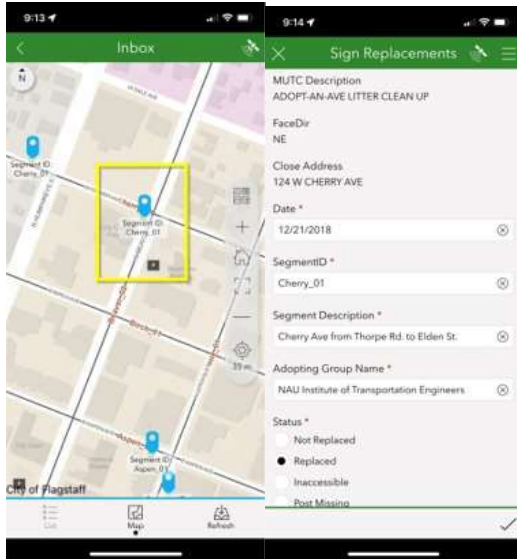 9:13
Inbox
N
Segment ID:
Cherry_01
Segment ID:
Cherry_01
Birch_01
Aspen_01
Segment ID:
Aspen_01
39 m
City of Flagstaff
List
Map
Refresh
9:14
Sign Replacements
MUTC Description
ADOPT-AN-AVE LITTER CLEAN UP
FaceDir
NE
Close Address
124 W CHERRY AVE
Date *
12/21/2018
SegmentID *
Cherry_01
Segment Description *
Cherry Ave from Thorpe Rd. to Elden St.
Adopting Group Name *
NAU Institute of Transportation Engineers
Status *
Not Replaced
Replaced
Inaccessible
Post Missing